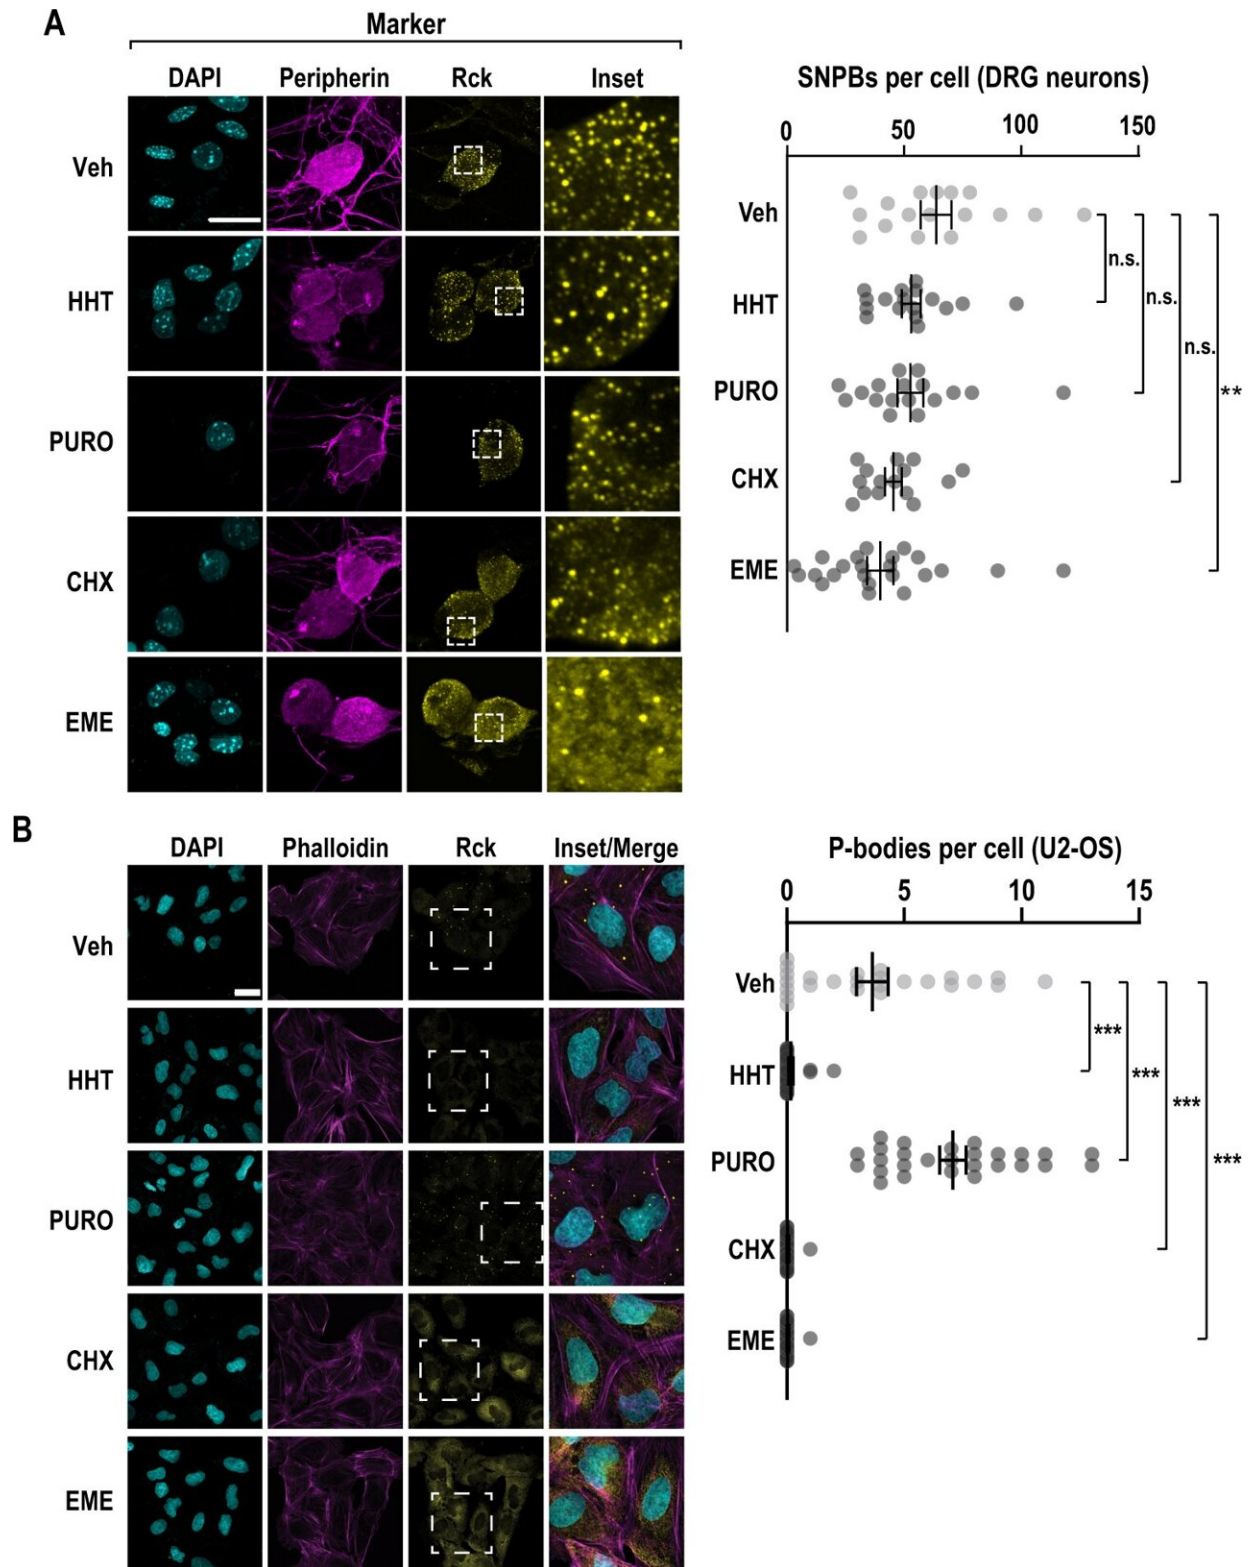 A
Marker
DAPI Peripherin Rck Inset
Veh
HHT
PURO
CHX
EME
SNPBs per cell (DRG neurons)
0 50 100 150
Veh
HHT
PURO
CHX
EME
n.s.
n.s.
n.s.
**
B
DAPI Phalloidin Rck Inset/Merge
Veh
HHT
PURO
CHX
EME
P-bodies per cell (U2-OS)
0 5 10 15
Veh
HHT
PURO
CHX
EME
***
***
***
***